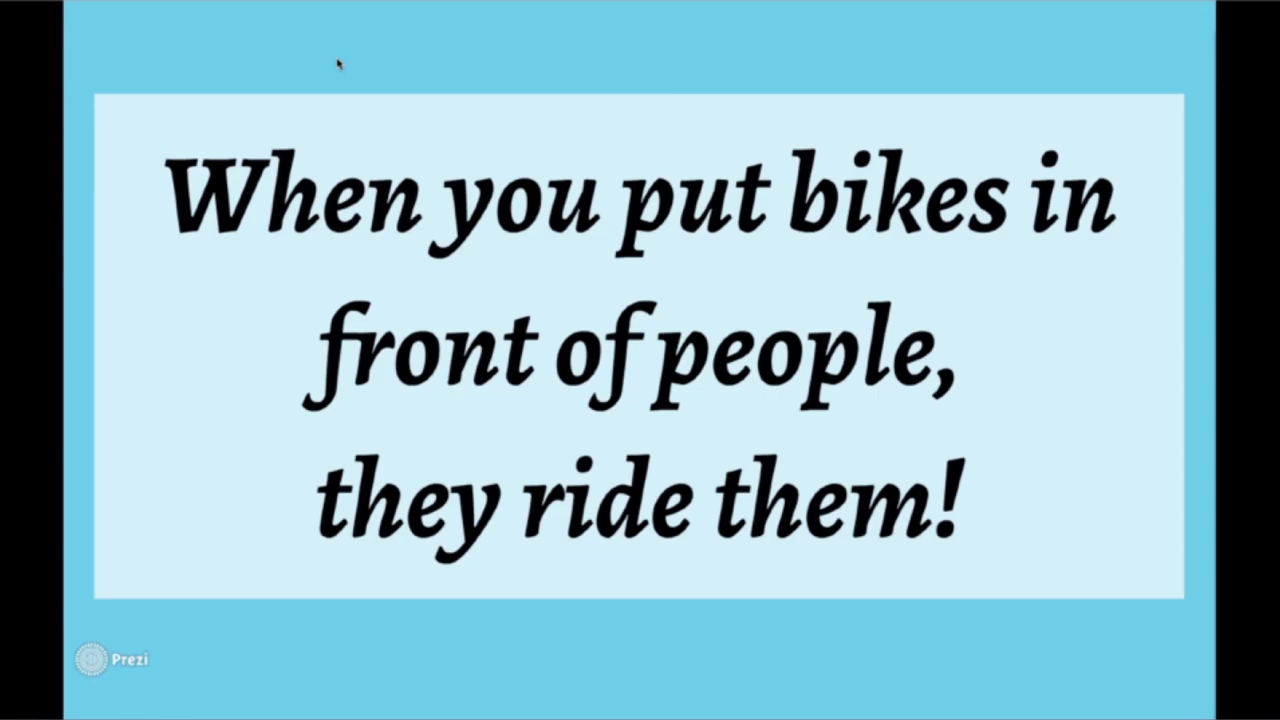 When you put bikes in
front of people,
they ride them!
Prezi